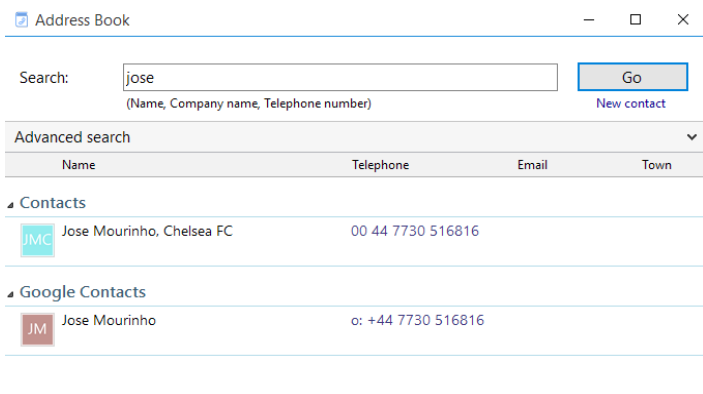 Address Book
Search: jose Go
(Name, Company name, Telephone number) New contact
Advanced search
Name Telephone Email Town
Contacts
JMC Jose Mourinho, Chelsea FC 00 44 7730 516816
Google Contacts
JM Jose Mourinho o: +44 7730 516816